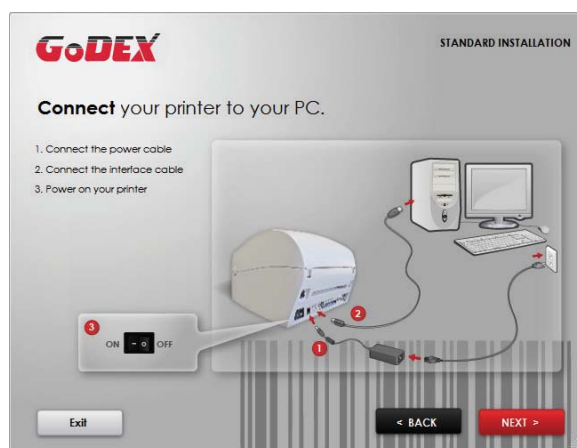 GoDEX
STANDARD INSTALLATION
Connect your printer to your PC.
1. Connect the power cable
2. Connect the interface cable
3. Power on your printer
2
3
ON - o OFF
1
Exit
< BACK
NEXT >